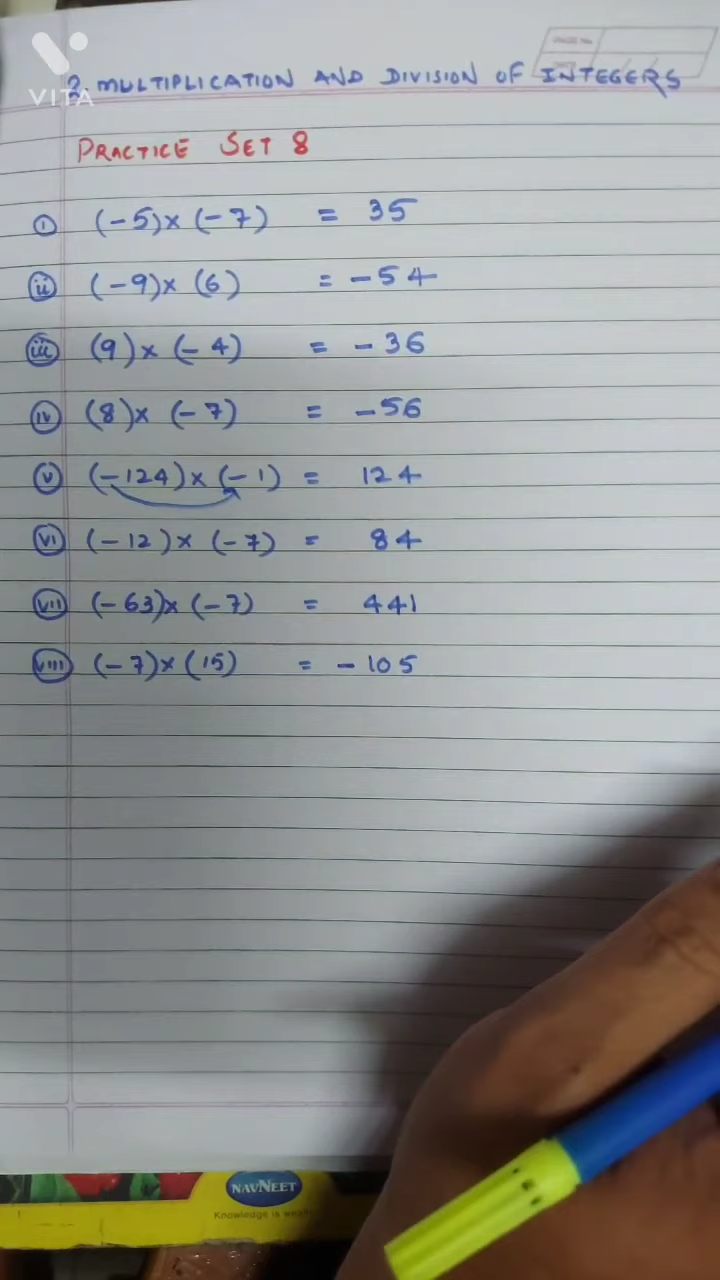 VITA
2. MULTIPLICATION AND DIVISION OF INTEGERS
PRACTICE SET 8
i (-5)×(-7) = 35
ii (-9)×(6) = -54
iii (9)×(-4) = -36
iv (8)×(-7) = -56
v (-124)×(-1) = 124
vi (-12)×(-7) = 84
vii (-63)×(-7) = 441
viii (-7)×(15) = -105
NAVNEET
Knowledge is